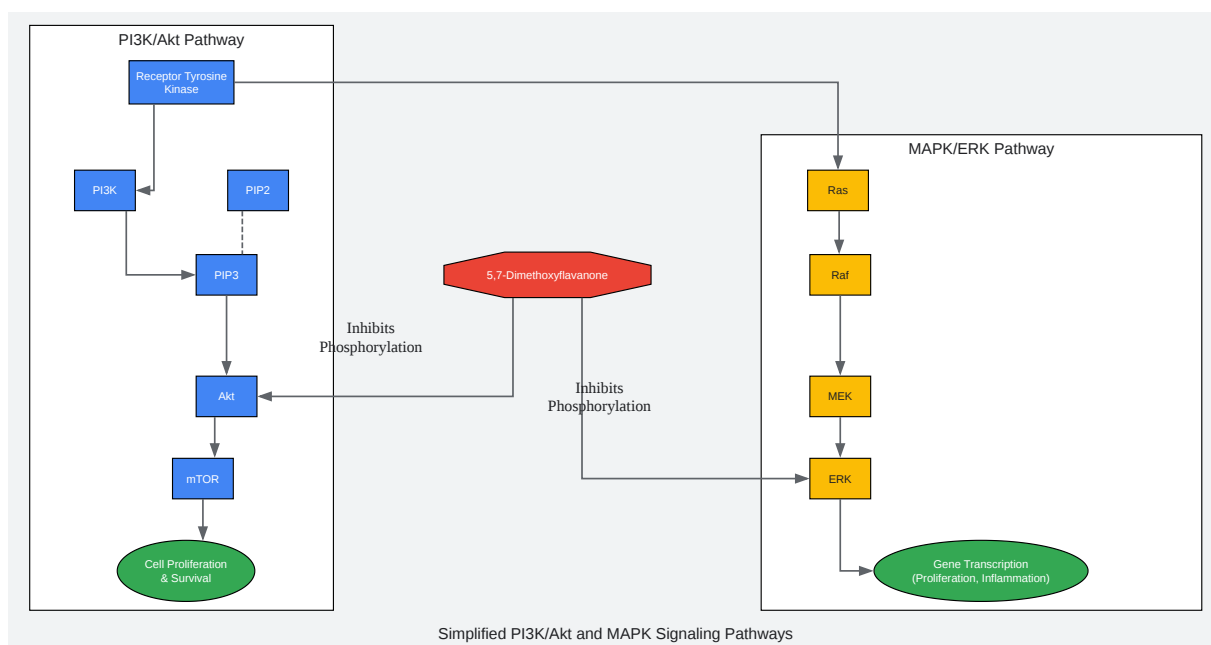 PI3K/Akt Pathway
Receptor Tyrosine
Kinase
PI3K
PIP2
PIP3
Akt
mTOR
Cell Proliferation
& Survival
5,7-Dimethoxyflavanone
Inhibits
Phosphorylation
Inhibits
Phosphorylation
MAPK/ERK Pathway
Ras
Raf
MEK
ERK
Gene Transcription
(Proliferation, Inflammation)
Simplified PI3K/Akt and MAPK Signaling Pathways